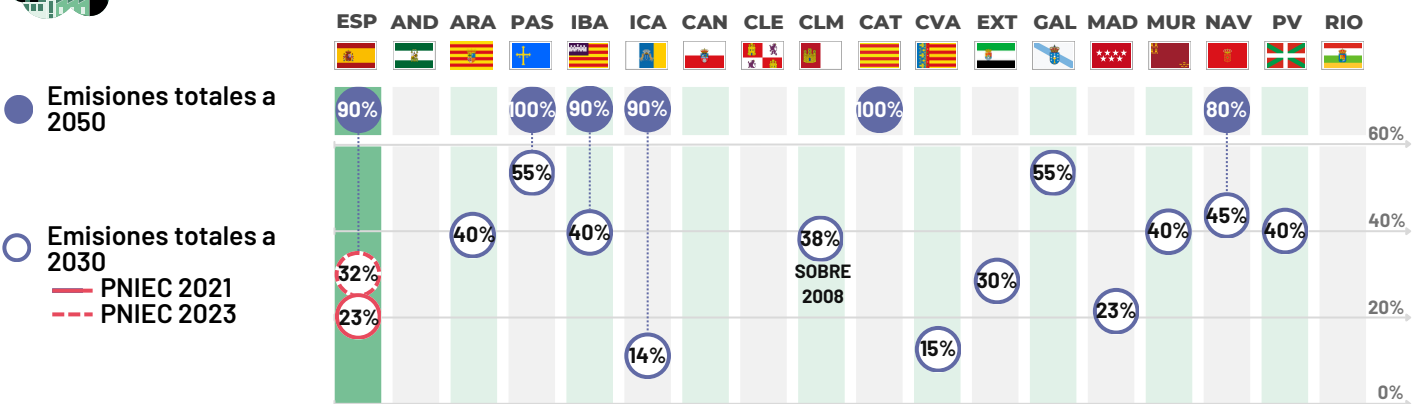 ESP AND ARA PAS IBA ICA CAN CLE CLM CAT CVA EXT GAL MAD MUR NAV PV RIO
Emisiones totales a
2050
90% 100% 90% 90% 100% 80%
60%
55% 55%
Emisiones totales a
2030
PNIEC 2021
PNIEC 2023
40% 40% 38% 40% 45% 40%
40%
SOBRE
2008
32% 30%
23% 23%
20%
14% 15%
0%